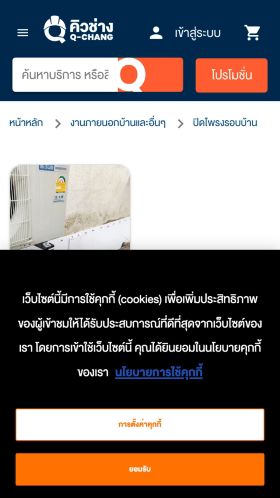 คิวช่าง
Q-CHANG
เข้าสู่ระบบ
ค้นหาบริการ หรือสิ
โปรโมชั่น
หน้าหลัก
งานภายนอกบ้านและอื่นๆ
ปิดโพรงรอบบ้าน
เว็บไซต์นี้มีการใช้คุกกี้ (cookies) เพื่อเพิ่มประสิทธิภาพ
ของผู้เข้าชมให้ได้รับประสบการณ์ที่ดีที่สุดจากเว็บไซต์ของ
เรา โดยการเข้าใช้เว็บไซต์นี้ คุณได้ยินยอมในนโยบายคุกกี้
ของเรา นโยบายการใช้คุกกี้
การตั้งค่าคุกกี้
ยอมรับ